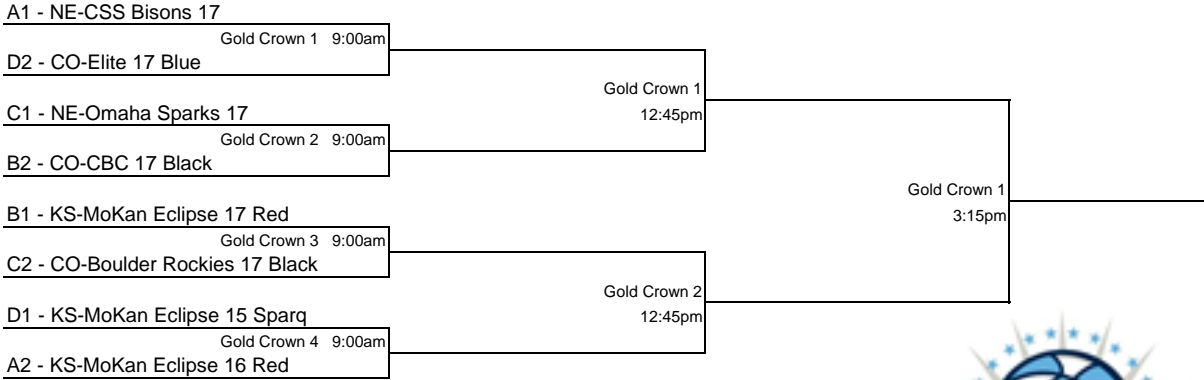 A1 - NE-CSS Bisons 17
Gold Crown 1 9:00am
D2 - CO-Elite 17 Blue
Gold Crown 1
12:45pm
C1 - NE-Omaha Sparks 17
Gold Crown 2 9:00am
B2 - CO-CBC 17 Black
Gold Crown 1
3:15pm
B1 - KS-MoKan Eclipse 17 Red
Gold Crown 3 9:00am
C2 - CO-Boulder Rockies 17 Black
Gold Crown 2
12:45pm
D1 - KS-MoKan Eclipse 15 Sparq
Gold Crown 4 9:00am
A2 - KS-MoKan Eclipse 16 Red